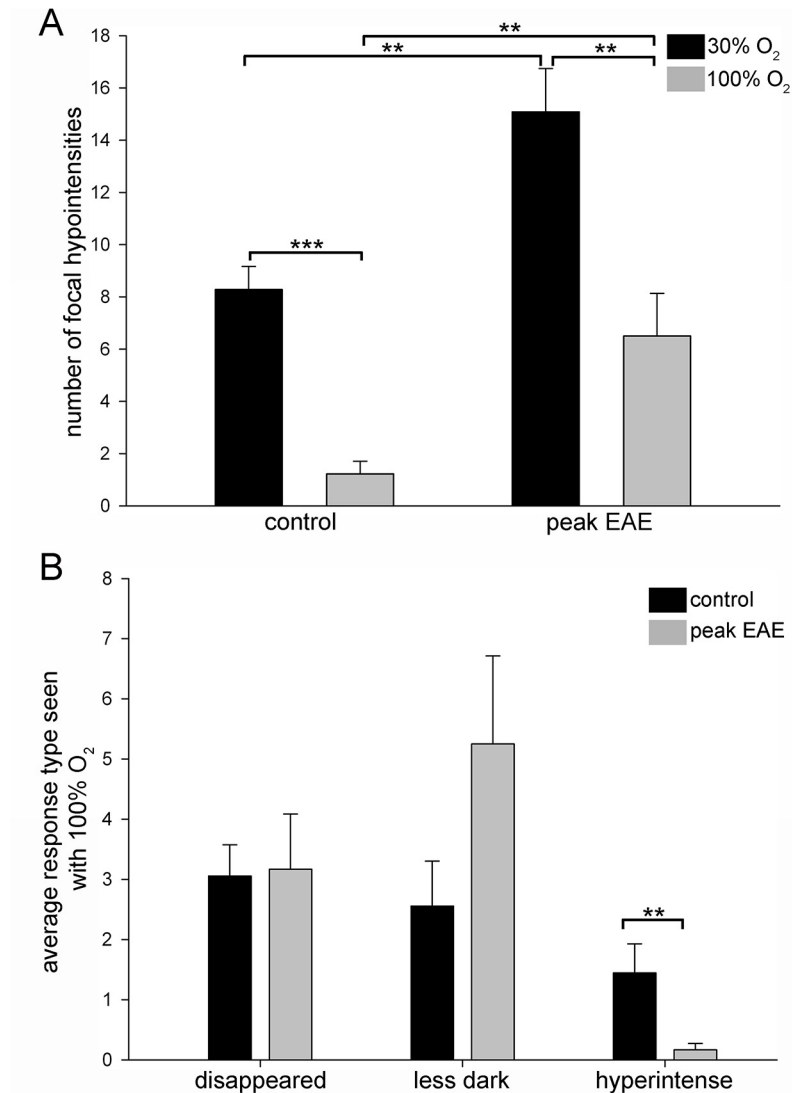 A
18
16
14
12
10
8
6
4
2
0
number of focal hypointensities
**
**
**
***
30% O₂
100% O₂
control
peak EAE
B
8
7
6
5
4
3
2
1
0
average response type seen
with 100% O₂
control
peak EAE
**
disappeared
less dark
hyperintense